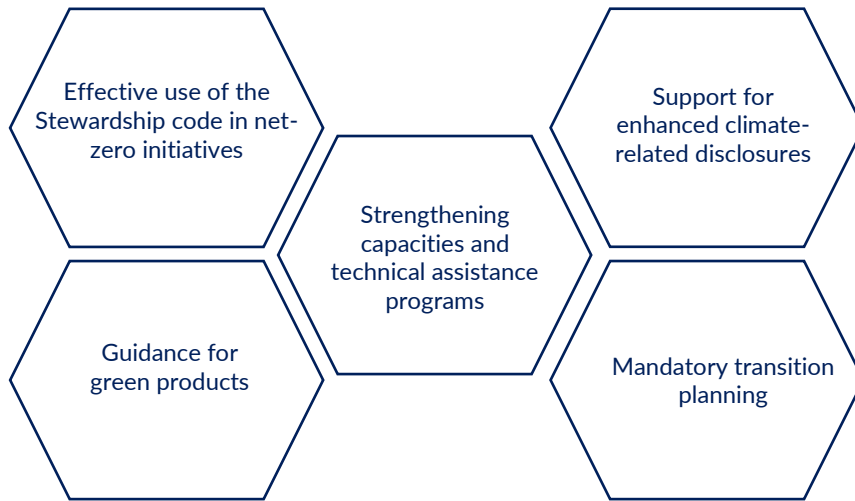 Effective use of the
Stewardship code in net-
zero initiatives
Support for
enhanced climate-
related disclosures
Strengthening
capacities and
technical assistance
programs
Guidance for
green products
Mandatory transition
planning